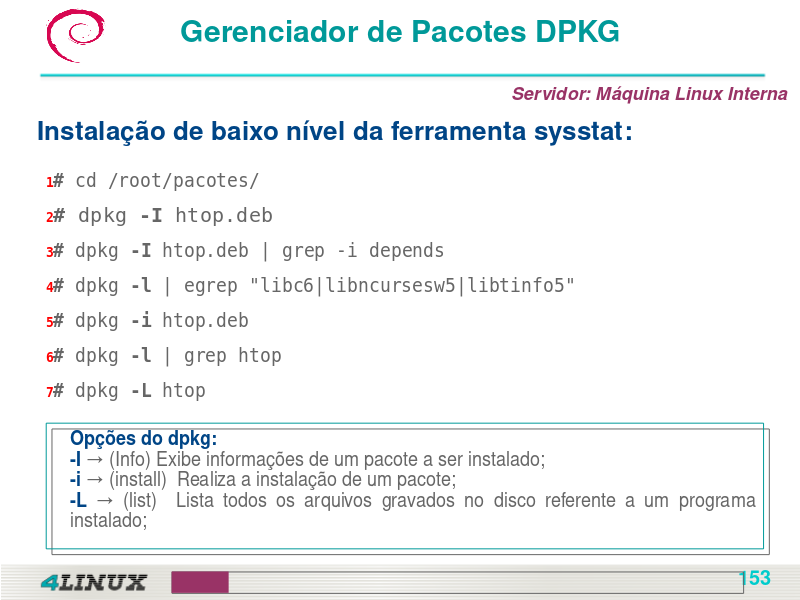 Gerenciador de Pacotes DPKG
Servidor: Máquina Linux Interna
Instalação de baixo nível da ferramenta sysstat:
1# cd /root/pacotes/
2# dpkg -I htop.deb
3# dpkg -I htop.deb | grep -i depends
4# dpkg -l | egrep "libc6|libncursesw5|libtinfo5"
5# dpkg -i htop.deb
6# dpkg -l | grep htop
7# dpkg -L htop
Opções do dpkg:
-I → (Info) Exibe informações de um pacote a ser instalado;
-i → (install) Realiza a instalação de um pacote;
-L → (list) Lista todos os arquivos gravados no disco referente a um programa
instalado;
4LINUX
153